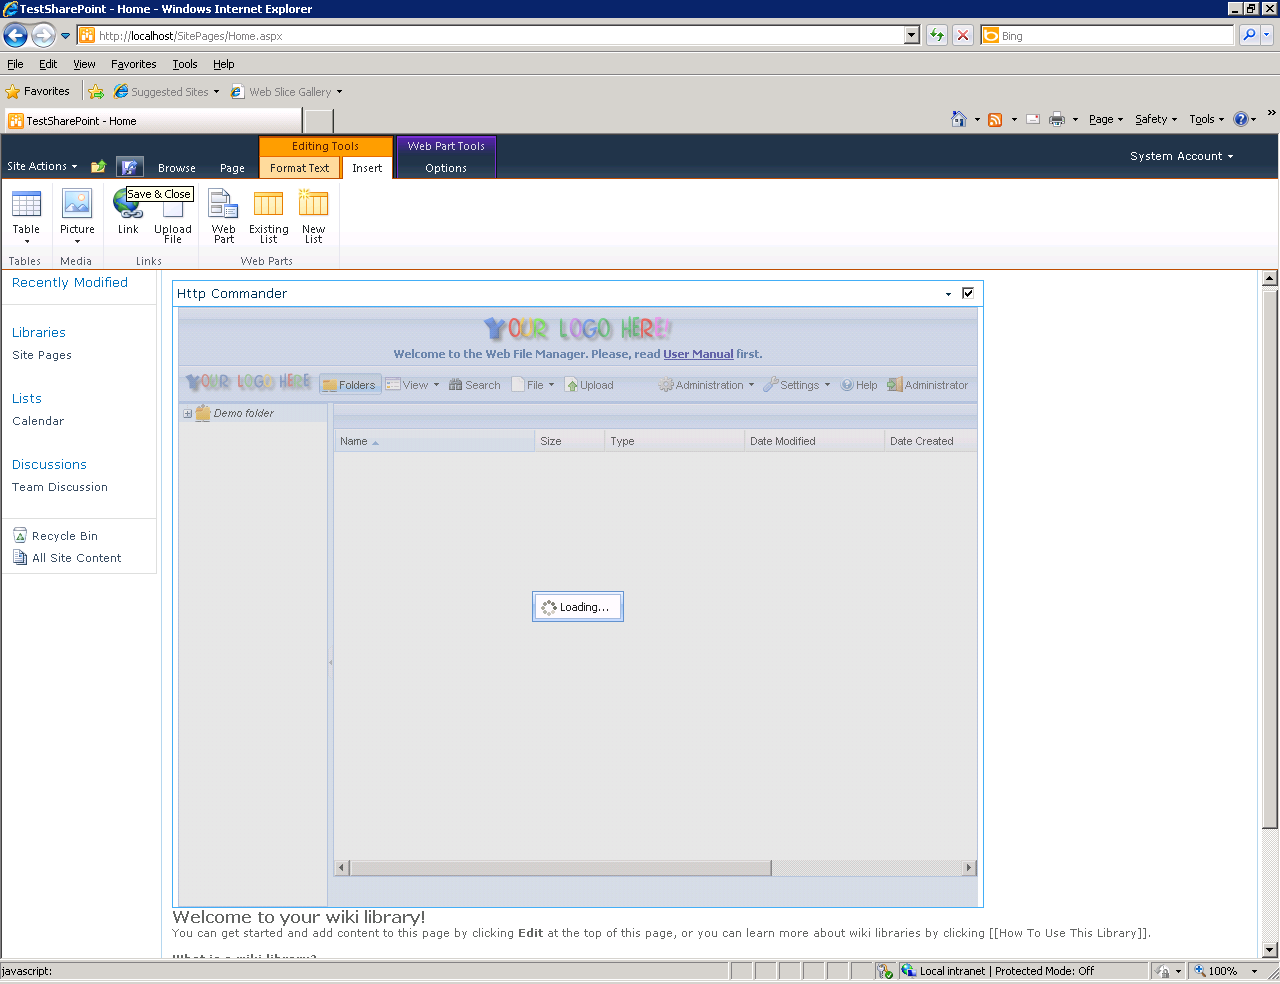 TestSharePoint - Home - Windows Internet Explorer
http://localhost/SitePages/Home.aspx
Bing
File Edit View Favorites Tools Help
Favorites Suggested Sites Web Slice Gallery
TestSharePoint - Home
Page Safety Tools
Editing Tools Web Part Tools
Site Actions Browse Page Format Text Insert Options System Account
Save & Close
Table Picture Link Upload File Web Part Existing List New List
Tables Media Links Web Parts
Recently Modified
Libraries
Site Pages
Lists
Calendar
Discussions
Team Discussion
Recycle Bin
All Site Content
Http Commander
YOUR LOGO HERE!
Welcome to the Web File Manager. Please, read User Manual first.
YOUR LOGO HERE Folders View Search File Upload Administration Settings Help Administrator
Demo folder
Name Size Type Date Modified Date Created
Loading...
Welcome to your wiki library!
You can get started and add content to this page by clicking Edit at the top of this page, or you can learn more about wiki libraries by clicking [[How To Use This Library]].
What is a wiki library?
javascript: Local intranet | Protected Mode: Off 100%